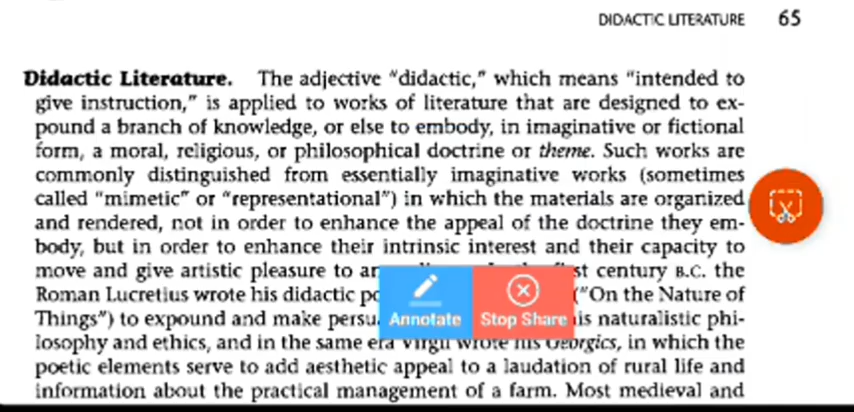 DIDACTIC LITERATURE 65
Didactic Literature. The adjective "didactic," which means "intended to
give instruction," is applied to works of literature that are designed to ex-
pound a branch of knowledge, or else to embody, in imaginative or fictional
form, a moral, religious, or philosophical doctrine or theme. Such works are
commonly distinguished from essentially imaginative works (sometimes
called "mimetic" or "representational") in which the materials are organized
and rendered, not in order to enhance the appeal of the doctrine they em-
body, but in order to enhance their intrinsic interest and their capacity to
move and give artistic pleasure to century B.C. the
Roman Lucretius wrote his didactic ("On the Nature of
Things") to expound and make naturalistic phi-
losophy and ethics, and in the same era Virgil wrote his Georgics, in which the
poetic elements serve to add aesthetic appeal to a laudation of rural life and
information about the practical management of a farm. Most medieval and
Annotate Stop Share